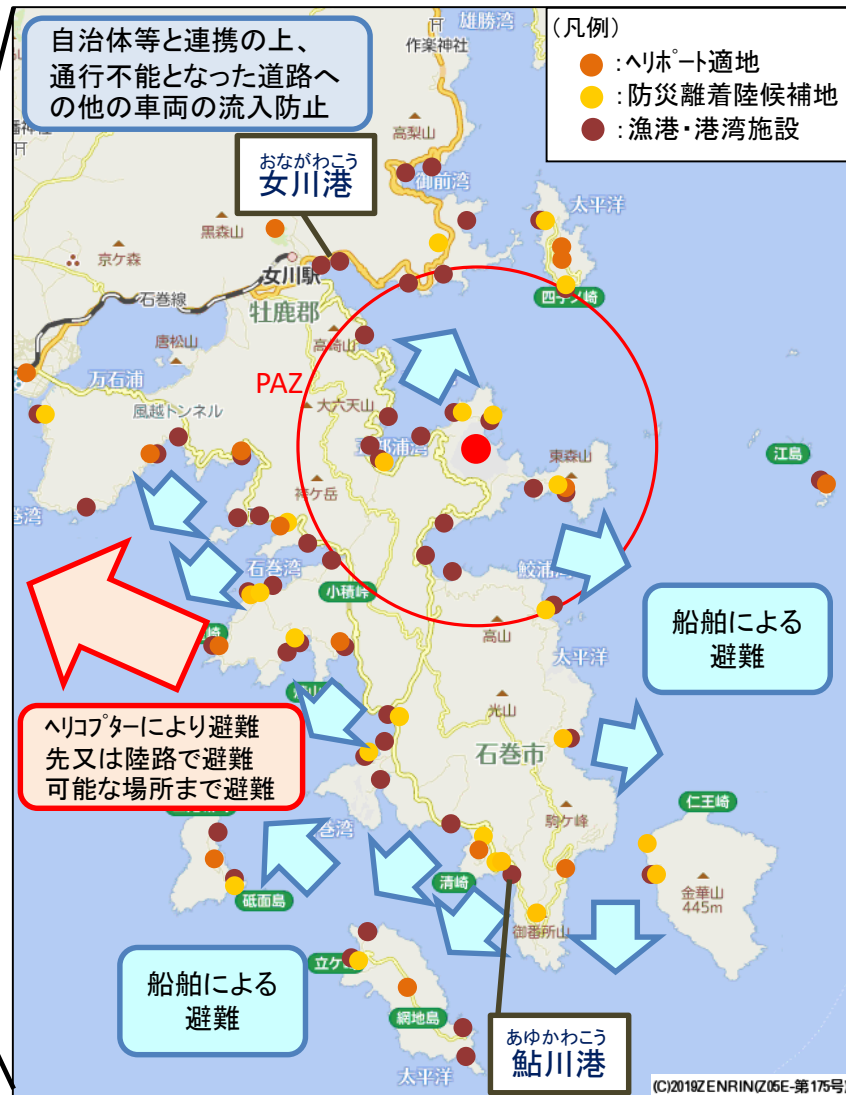 雄勝湾
作楽神社
自治体等と連携の上、
通行不能となった道路へ
の他の車両の流入防止
(凡例)
：ヘリポート適地
：防災離着陸候補地
：漁港・港湾施設
高梨山
おながわこう
女川港
御前湾
太平洋
黒森山
京ケ森
女川駅
石巻線
牡鹿郡
四子ノ崎
高崎山
唐松山
万石浦
PAZ
大六天山
風越トンネル
東森山
江島
袴ケ岳
石巻湾
小積峠
鮫浦
高山
船舶による
避難
太平洋
光山
ヘリコプターにより避難
先又は陸路で避難
可能な場所まで避難
石巻市
仁王崎
駒ケ峰
巻湾
清崎
金華山
445m
砥面島
御番所山
立ケ
船舶による
避難
網地島
あゆかわこう
鮎川港
太平洋
(C)2019ZENRIN(Z05E-第175号)